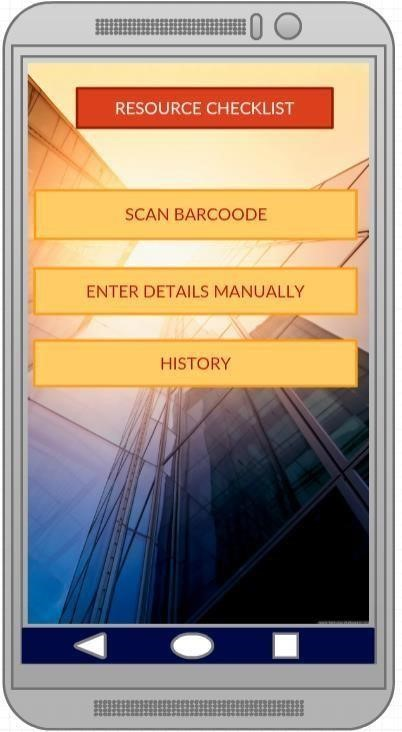 RESOURCE CHECKLIST
SCAN BARCOODE
ENTER DETAILS MANUALLY
HISTORY